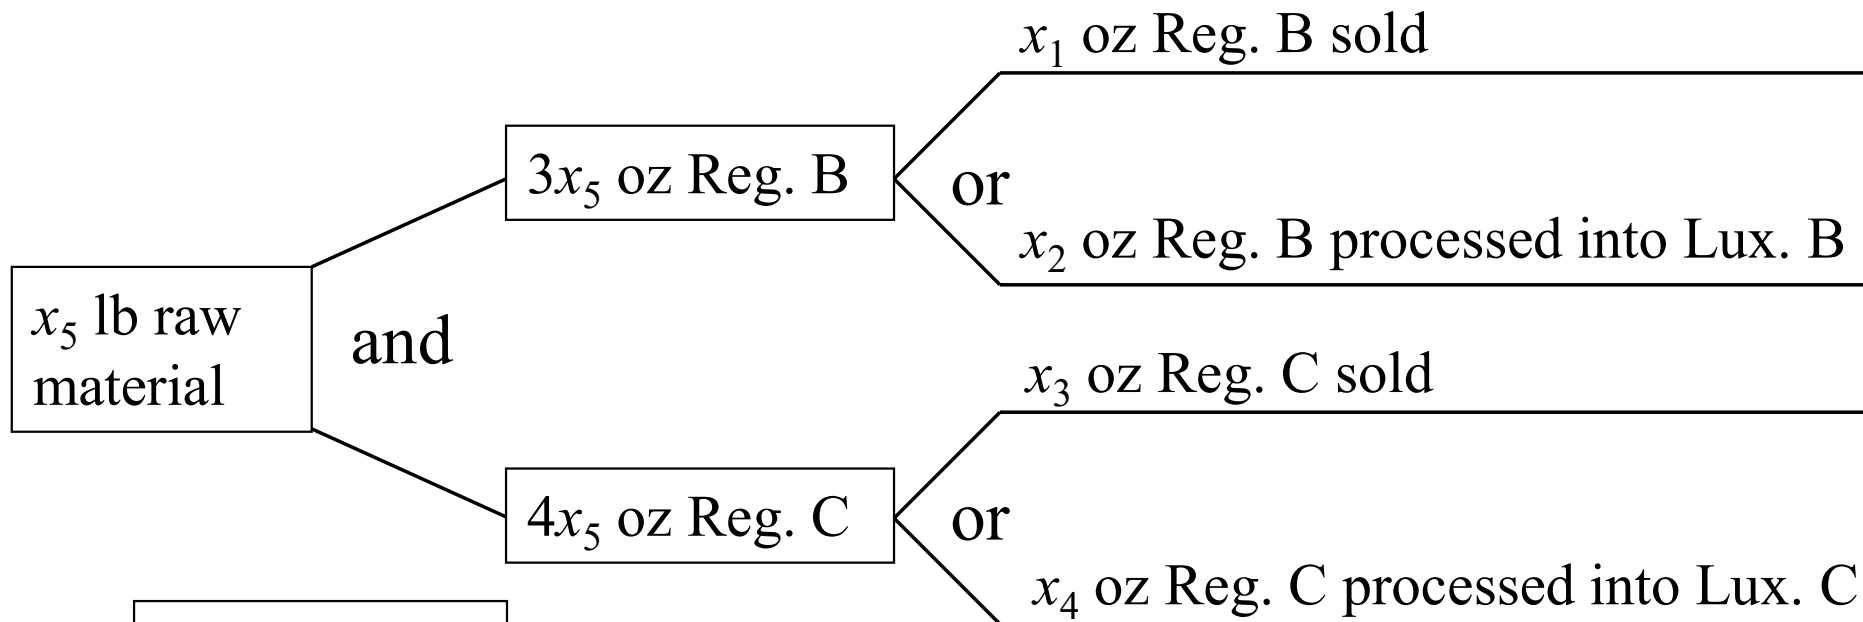 x₁ oz Reg. B sold
3x₅ oz Reg. B
or
x₂ oz Reg. B processed into Lux. B
x₅ lb raw
material
and
x₃ oz Reg. C sold
4x₅ oz Reg. C
or
x₄ oz Reg. C processed into Lux. C